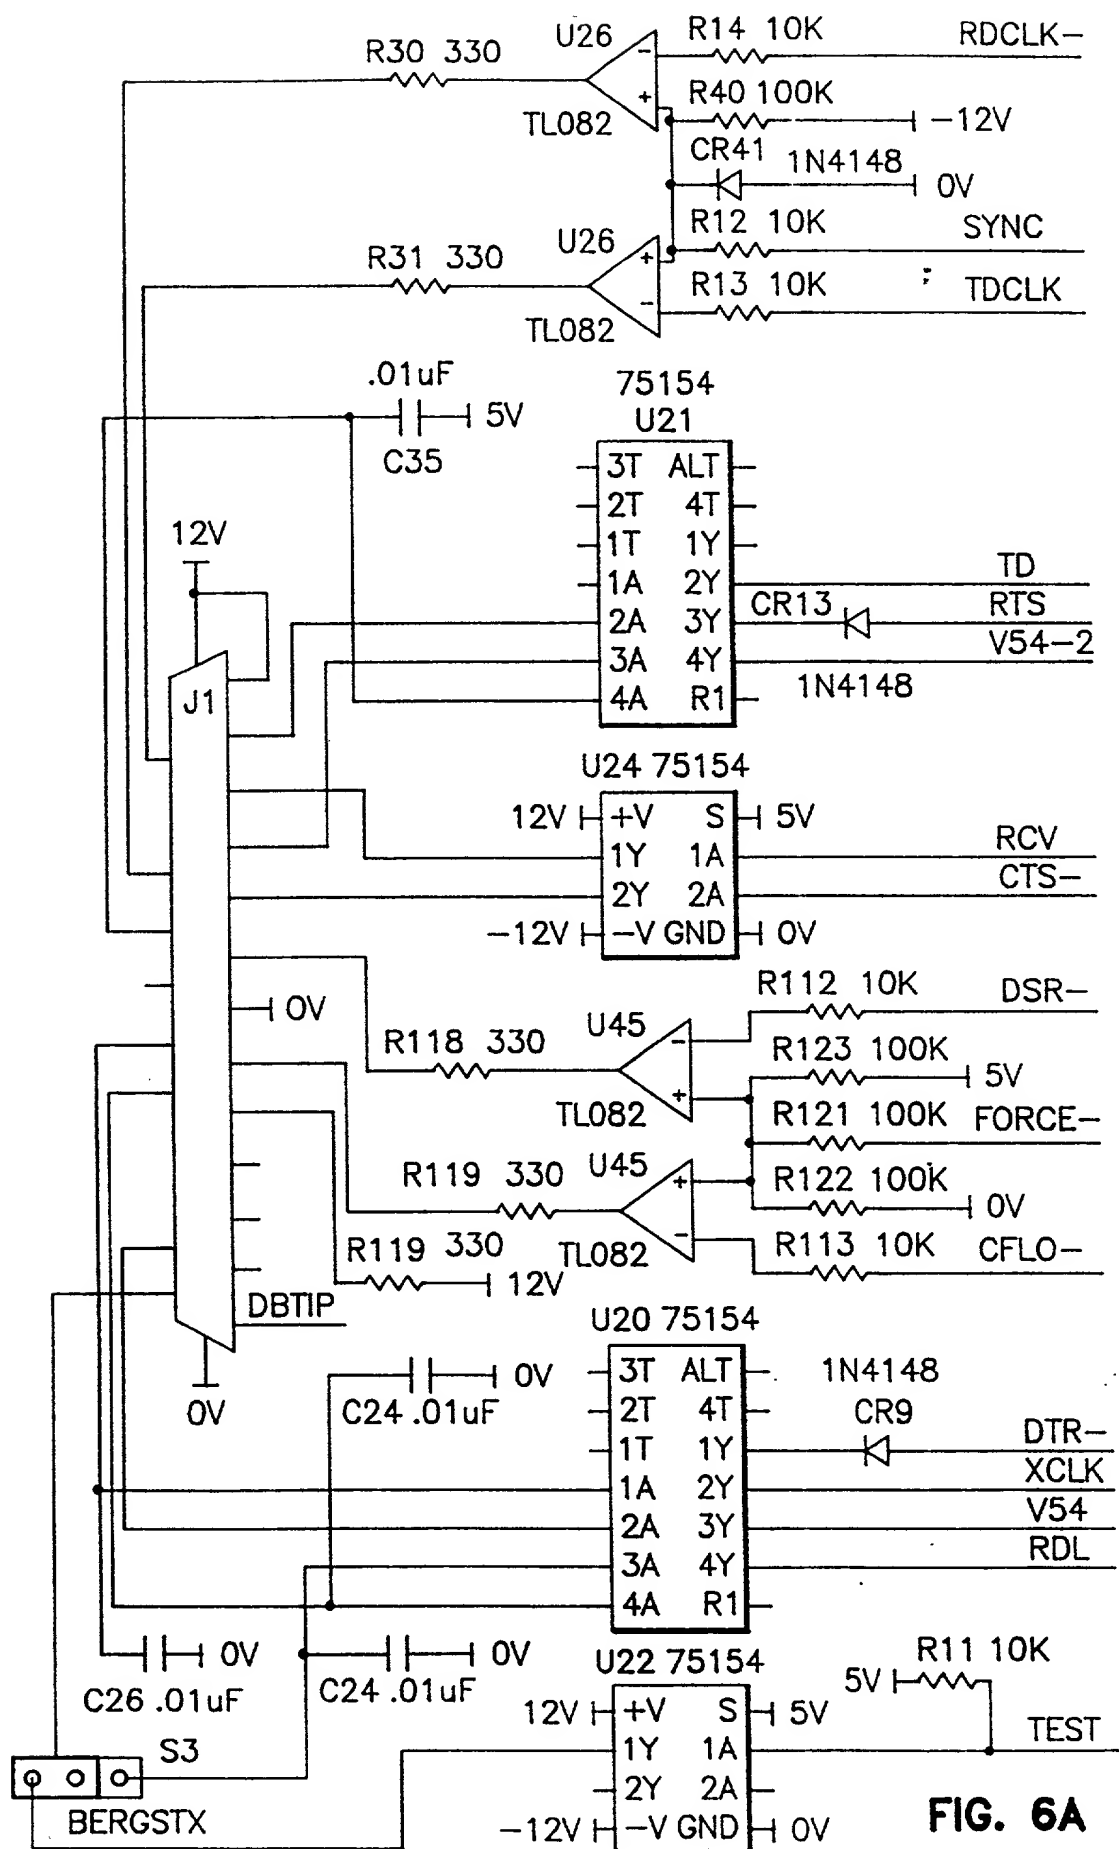 U26
R14 10K
RDCLK-
R30 330
-
+
R40 100K
-12V
TL082
CR41
1N4148
0V
R12 10K
SYNC
U26
R31 330
+
-
R13 10K
TDCLK
TL082
.01uF
5V
C35
75154
U21
3T ALT
2T 4T
1T 1Y
1A 2Y
TD
2A 3Y
CR13
RTS
3A 4Y
V54-2
4A R1
1N4148
12V
J1
U24 75154
12V
+V S
5V
1Y 1A
RCV
2Y 2A
CTS-
-12V
-V GND
0V
0V
R112 10K
DSR-
U45
R118 330
-
+
R123 100K
5V
TL082
R121 100K
FORCE-
U45
R119 330
+
-
R122 100K
0V
TL082
R113 10K
CFLO-
R119 330
12V
DBTIP
0V
U20 75154
C24 .01uF
0V
3T ALT
2T 4T
1T 1Y
1A 2Y
2A 3Y
3A 4Y
4A R1
1N4148
CR9
DTR-
XCLK
V54
RDL
C26 .01uF
0V
C24 .01uF
0V
U22 75154
R11 10K
5V
12V
+V S
5V
1Y 1A
TEST
2Y 2A
-12V
-V GND
0V
S3
BERGSTX
FIG. 6A